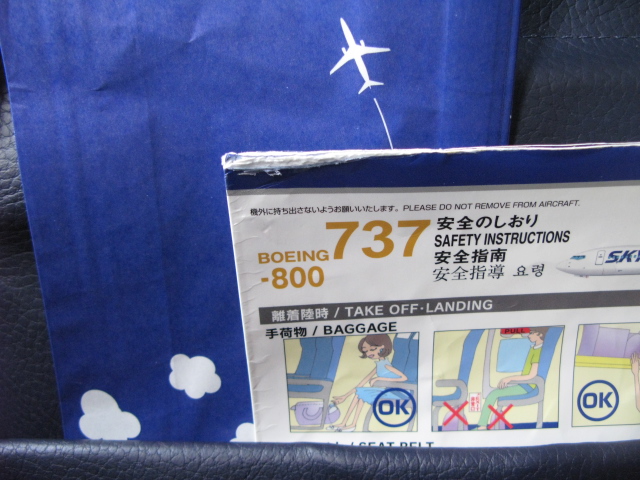 機外に持ち出さないようお願いいたします。PLEASE DO NOT REMOVE FROM AIRCRAFT.
BOEING 737
-800
安全のしおり
SAFETY INSTRUCTIONS
安全指南
安全指導 요령
離着陸時 / TAKE OFF・LANDING
手荷物 / BAGGAGE
PULL
OK
OK
/ SEAT BELT